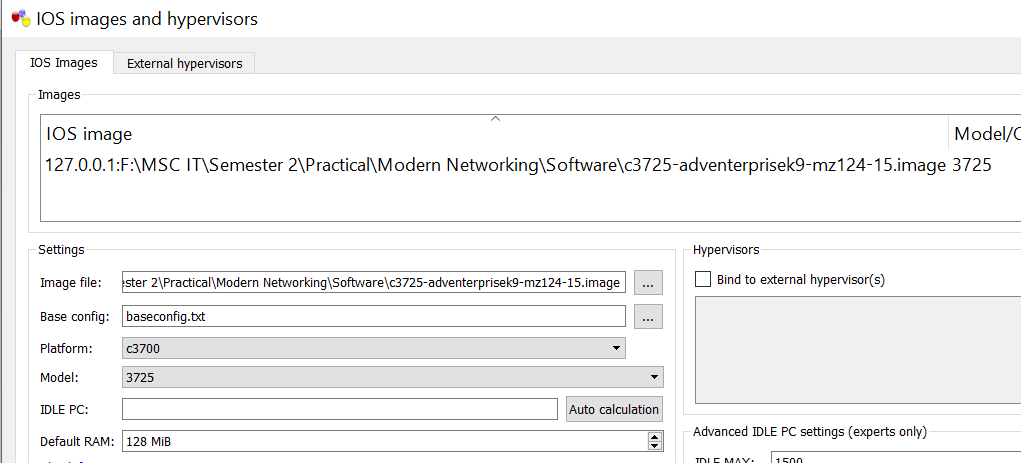 IOS images and hypervisors
IOS Images
External hypervisors
Images
IOS image
Model/C
127.0.0.1:F:\MSC IT\Semester 2\Practical\Modern Networking\Software\c3725-adventerprisek9-mz124-15.image 3725
Settings
Image file: ester 2\Practical\Modern Networking\Software\c3725-adventerprisek9-mz124-15.image ...
Base config: baseconfig.txt ...
Platform: c3700
Model: 3725
IDLE PC: Auto calculation
Default RAM: 128 MiB
Hypervisors
Bind to external hypervisor(s)
Advanced IDLE PC settings (experts only)
IDLE MAX: 1500